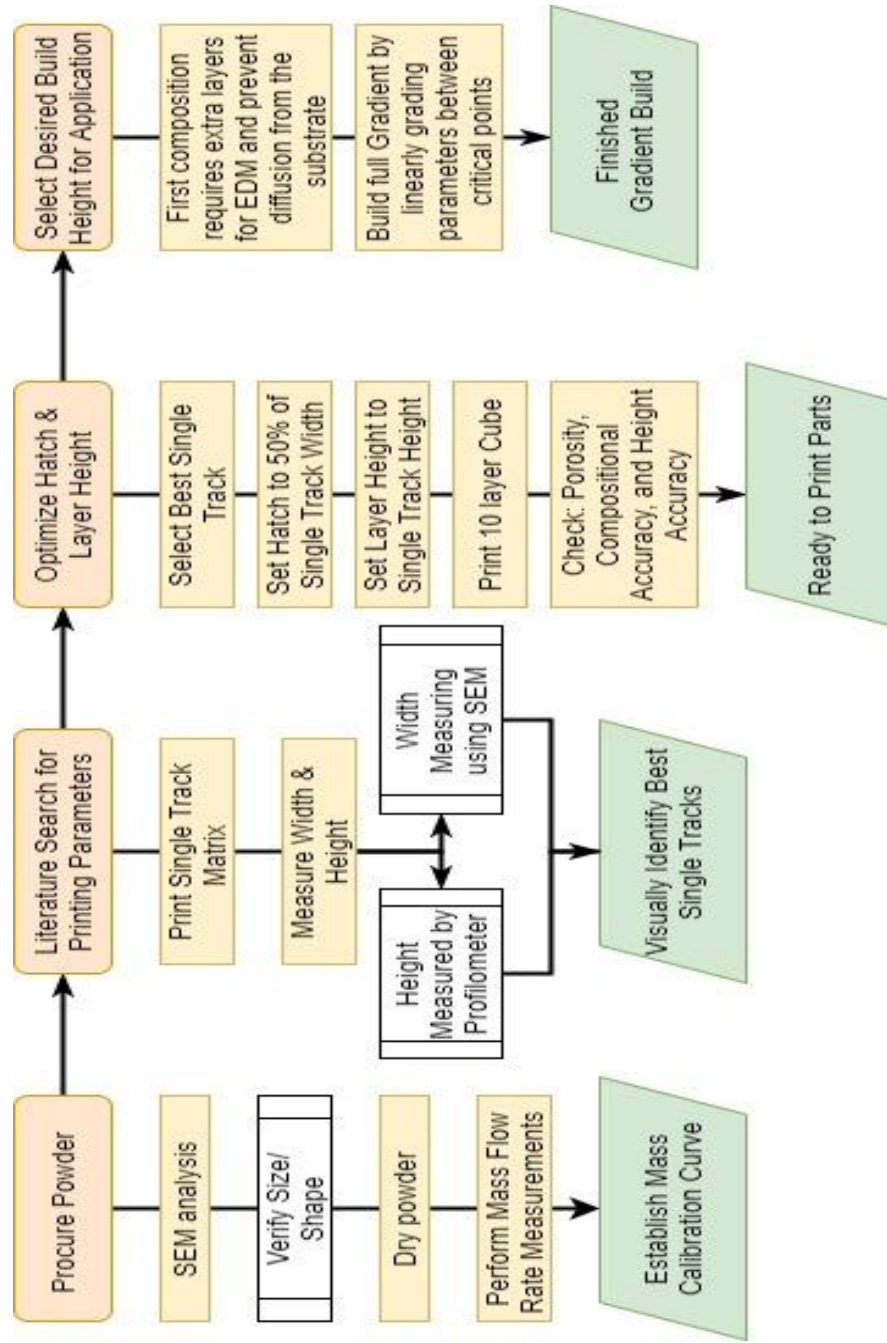 Procure Powder
SEM analysis
Verify Size/
Shape
Dry powder
Perform Mass Flow
Rate Measurements
Establish Mass
Calibration Curve
Literature Search for
Printing Parameters
Print Single Track
Matrix
Measure Width &
Height
Height
Measured by
Profilometer
Width
Measuring
using SEM
Visually Identify Best
Single Tracks
Optimize Hatch &
Layer Height
Select Best Single
Track
Set Hatch to 50% of
Single Track Width
Set Layer Height to
Single Track Height
Print 10 layer Cube
Check: Porosity,
Compositional
Accuracy, and Height
Accuracy
Ready to Print Parts
Select Desired Build
Height for Application
First composition
requires extra layers
for EDM and prevent
diffusion from the
substrate
Build full Gradient by
linearly grading
parameters between
critical points
Finished
Gradient Build